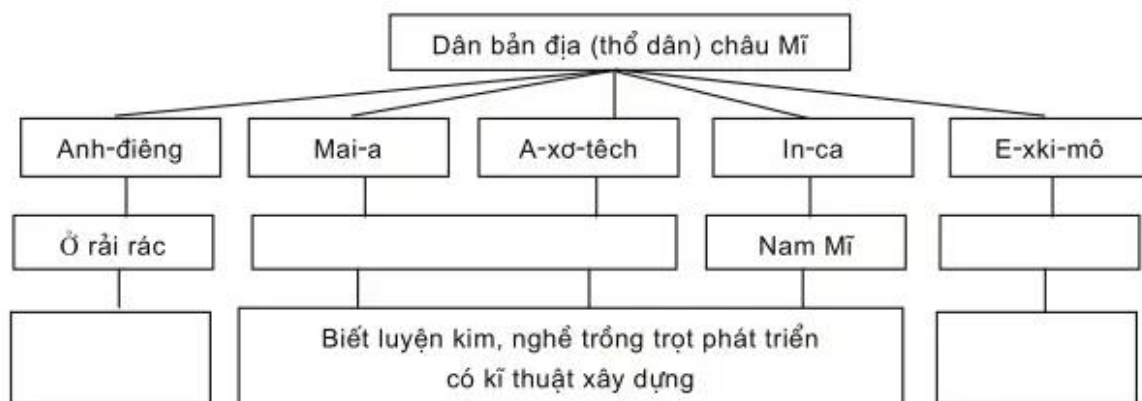 Dân bản địa (thổ dân) châu Mĩ
Anh-điêng
Mai-a
A-xơ-têch
In-ca
E-xki-mô
Ở rải rác
Nam Mĩ
Biết luyện kim, nghề trồng trọt phát triển
có kĩ thuật xây dựng